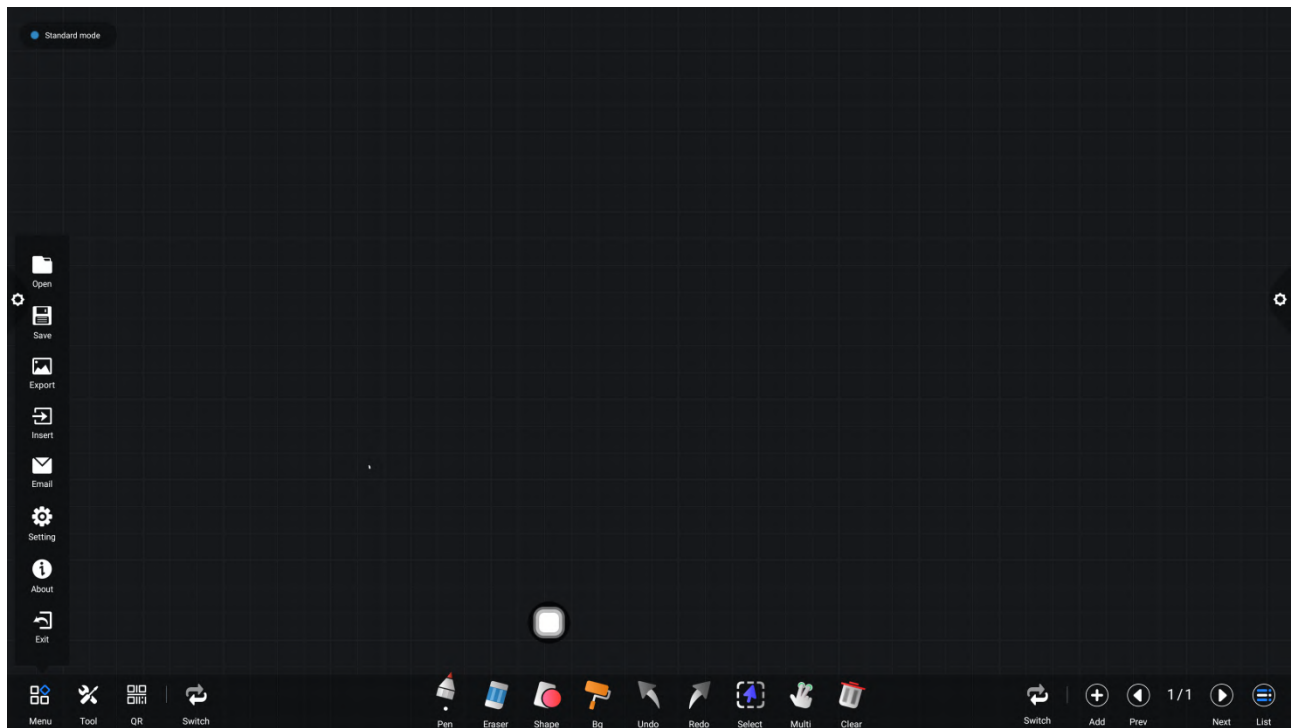 Standard mode
Open
Save
Export
Insert
Email
Setting
About
Exit
Menu Tool QR Switch Pen Eraser Shape Bg Undo Redo Select Multi Clear Switch Add Prev 1/1 Next List